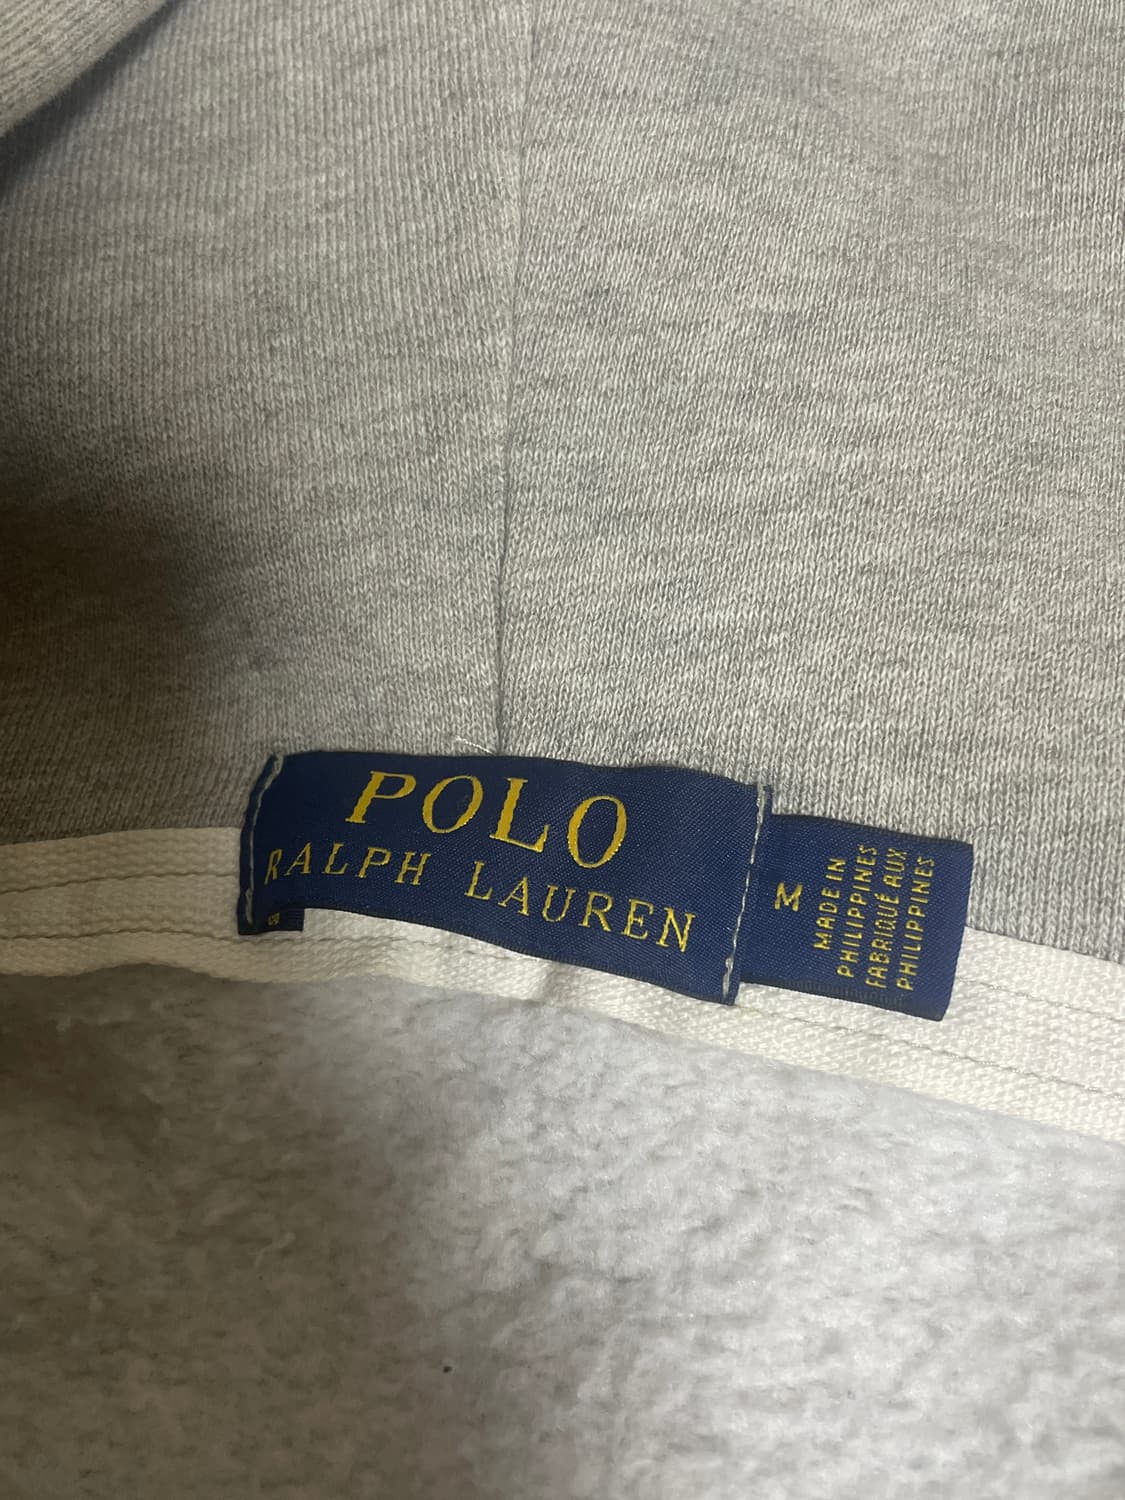 POLO
RALPH LAUREN
M
MADE IN
PHILIPPINES
FABRIQUÉ AUX
PHILIPPINES